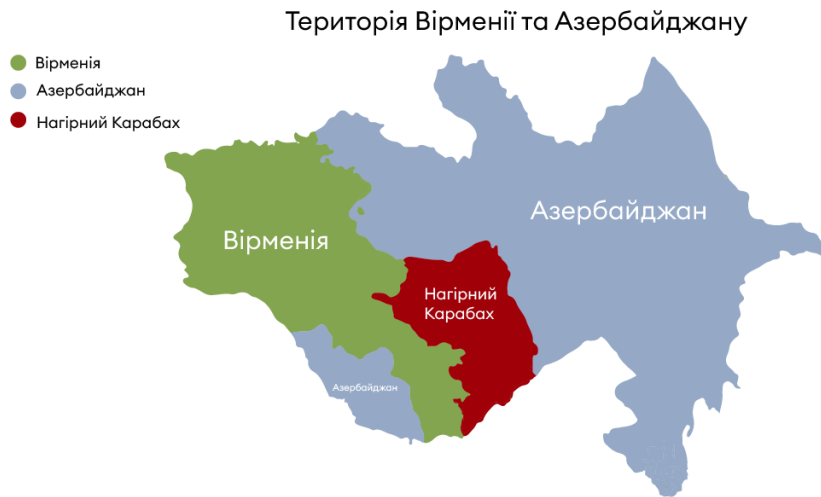 Територія Вірменії та Азербайджану
Вірменія
Азербайджан
Нагірний Карабах
Азербайджан
Вірменія
Нагірний
Карабах
Азербайджан